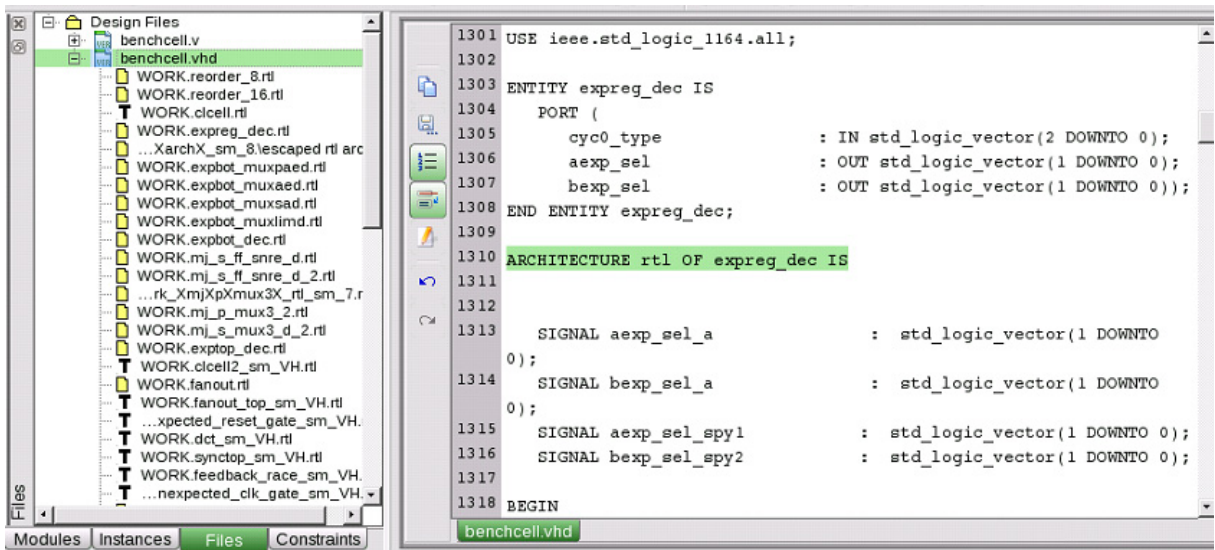 Design Files
benchcell.v
benchcell.vhd
WORK.reorder_8.rtl
WORK.reorder_16.rtl
T WORK.clcell.rtl
WORK.expreg_dec.rtl
...XarchX_sm_8.\escaped rtl arc
WORK.expbot_muxpaed.rtl
WORK.expbot_muxaed.rtl
WORK.expbot_muxsad.rtl
WORK.expbot_muxlimd.rtl
WORK.expbot_dec.rtl
WORK.mj_s_ff_snre_d.rtl
WORK.mj_s_ff_snre_d_2.rtl
...rk_XmjXpXmux3X_rtl_sm_7.r
WORK.mj_p_mux3_2.rtl
WORK.mj_s_mux3_d_2.rtl
WORK.exptop_dec.rtl
T WORK.clcell2_sm_VH.rtl
WORK.fanout.rtl
T WORK.fanout_top_sm_VH.rtl
T ...xpected_reset_gate_sm_VH.
T WORK.dct_sm_VH.rtl
T WORK.synctop_sm_VH.rtl
T WORK.feedback_race_sm_VH.
T ...nexpected_clk_gate_sm_VH.
Files
Modules Instances Files Constraints
1301 USE ieee.std_logic_1164.all;
1302
1303 ENTITY expreg_dec IS
1304 PORT (
1305 cyc0_type : IN std_logic_vector(2 DOWNTO 0);
1306 aexp_sel : OUT std_logic_vector(1 DOWNTO 0);
1307 bexp_sel : OUT std_logic_vector(1 DOWNTO 0));
1308 END ENTITY expreg_dec;
1309
1310 ARCHITECTURE rtl OF expreg_dec IS
1311
1312
1313 SIGNAL aexp_sel_a : std_logic_vector(1 DOWNTO
0);
1314 SIGNAL bexp_sel_a : std_logic_vector(1 DOWNTO
0);
1315 SIGNAL aexp_sel_spy1 : std_logic_vector(1 DOWNTO 0);
1316 SIGNAL bexp_sel_spy2 : std_logic_vector(1 DOWNTO 0);
1317
1318 BEGIN
benchcell.vhd